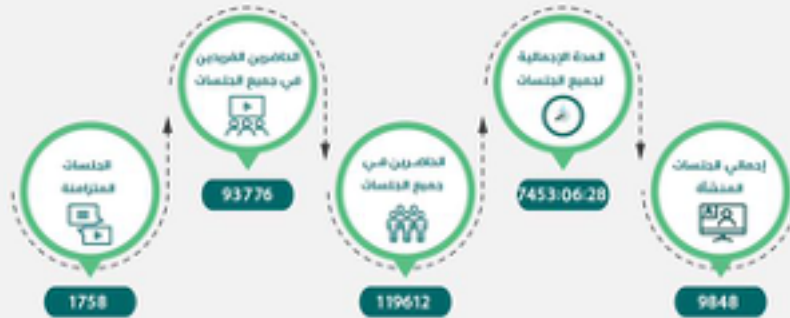 إجمالي الجلسات
المنشأة
9848
المدة الإجمالية
لجميع الجلسات
7453:06:28
الحاضرين في
جميع الجلسات
119612
الحاضرين الفريدين
في جميع الجلسات
93776
الجلسات
المتزامنة
1758